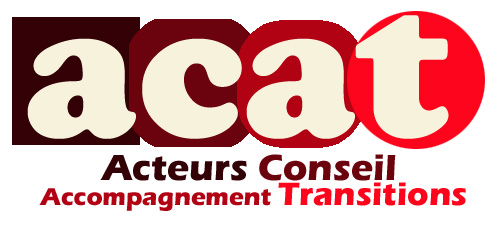 acat
Acteurs Conseil
Accompagnement Transitions